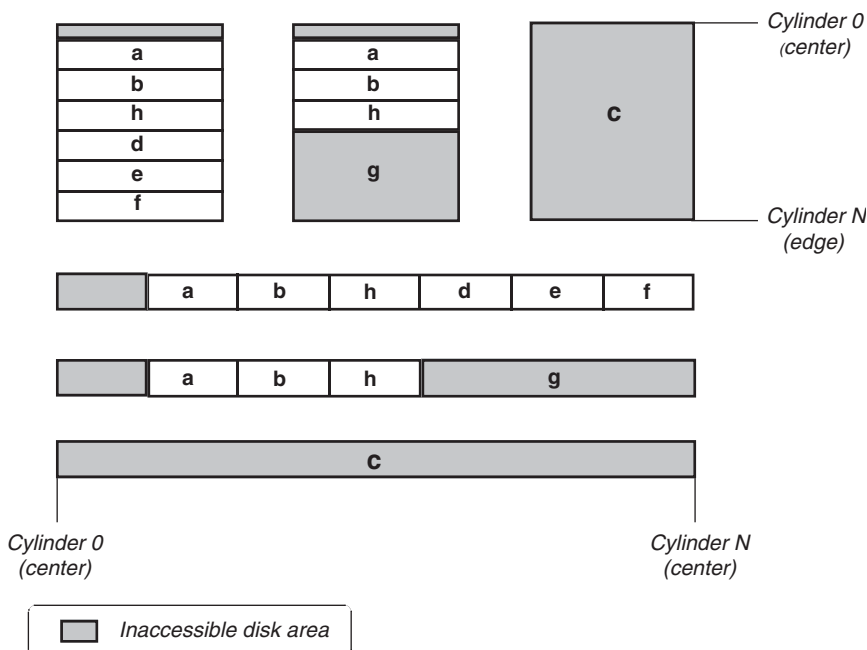 a
b
h
d
e
f
a
b
h
g
c
Cylinder 0
(center)
Cylinder N
(edge)
a b h d e f
a b h g
c
Cylinder 0
(center)
Cylinder N
(center)
Inaccessible disk area